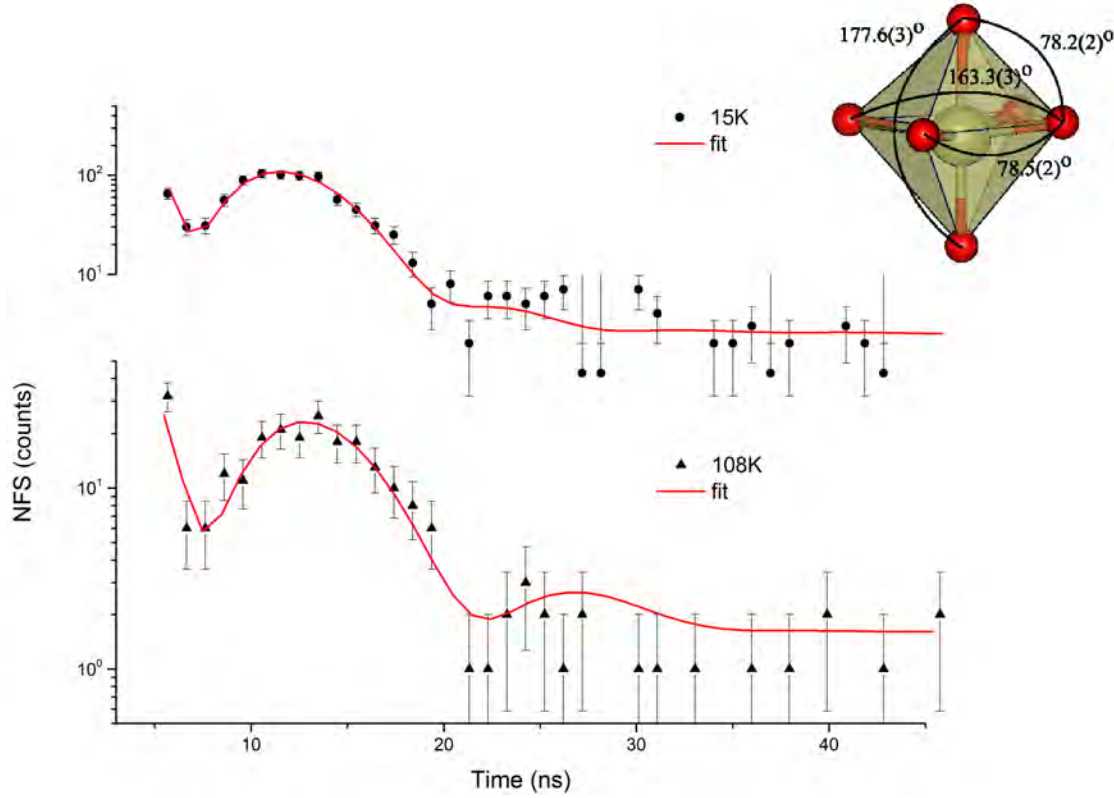 177.6(3)°
78.2(2)°
163.3(3)°
78.5(2)°
15K
fit
10²
10¹
108K
fit
10¹
10⁰
NFS (counts)
10
20
30
40
Time (ns)